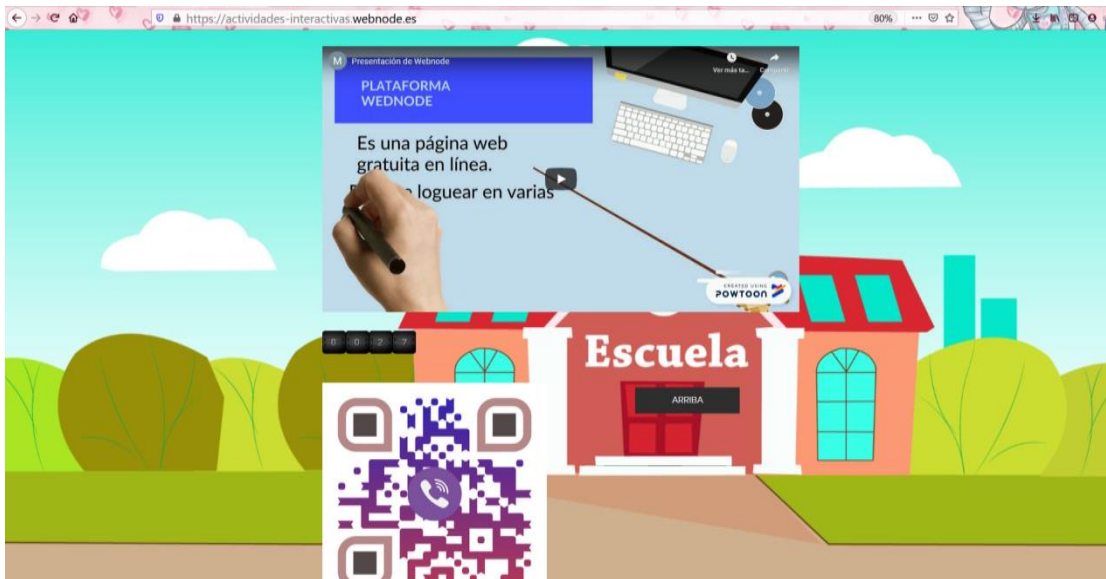 https://actividades-interactivas.webnode.es
80%
M Presentación de Webnode
Ver más ta...
PLATAFORMA
WEDNODE
Es una página web
gratuita en línea.
loguear en varias
CREATED USING
POWTOON
0 0 2 7
Escuela
ARRIBA